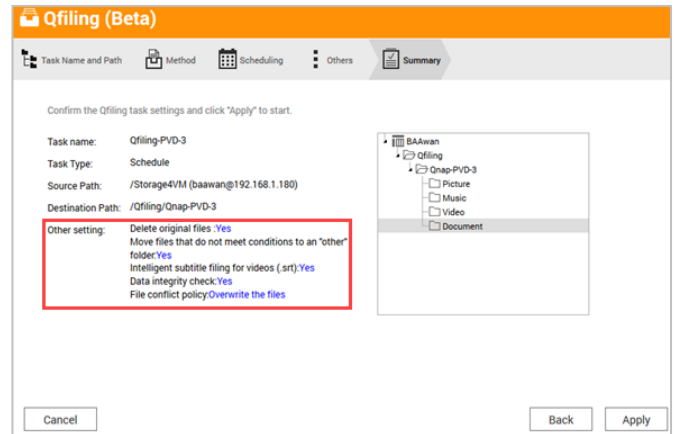 Qfiling (Beta)
Task Name and Path
Method
Scheduling
Others
Summary
Confirm the Qfiling task settings and click "Apply" to start.
Task name: Qfiling-PVD-3
Task Type: Schedule
Source Path: /Storage4VM (baawan@192.168.1.180)
Destination Path: /Qfiling/Qnap-PVD-3
Other setting: Delete original files :Yes
Move files that do not meet conditions to an "other"
folder:Yes
Intelligent subtitle filing for videos (.srt):Yes
Data integrity check:Yes
File conflict policy:Overwrite the files
BAAwan
Qfiling
Qnap-PVD-3
Picture
Music
Video
Document
Cancel
Back
Apply